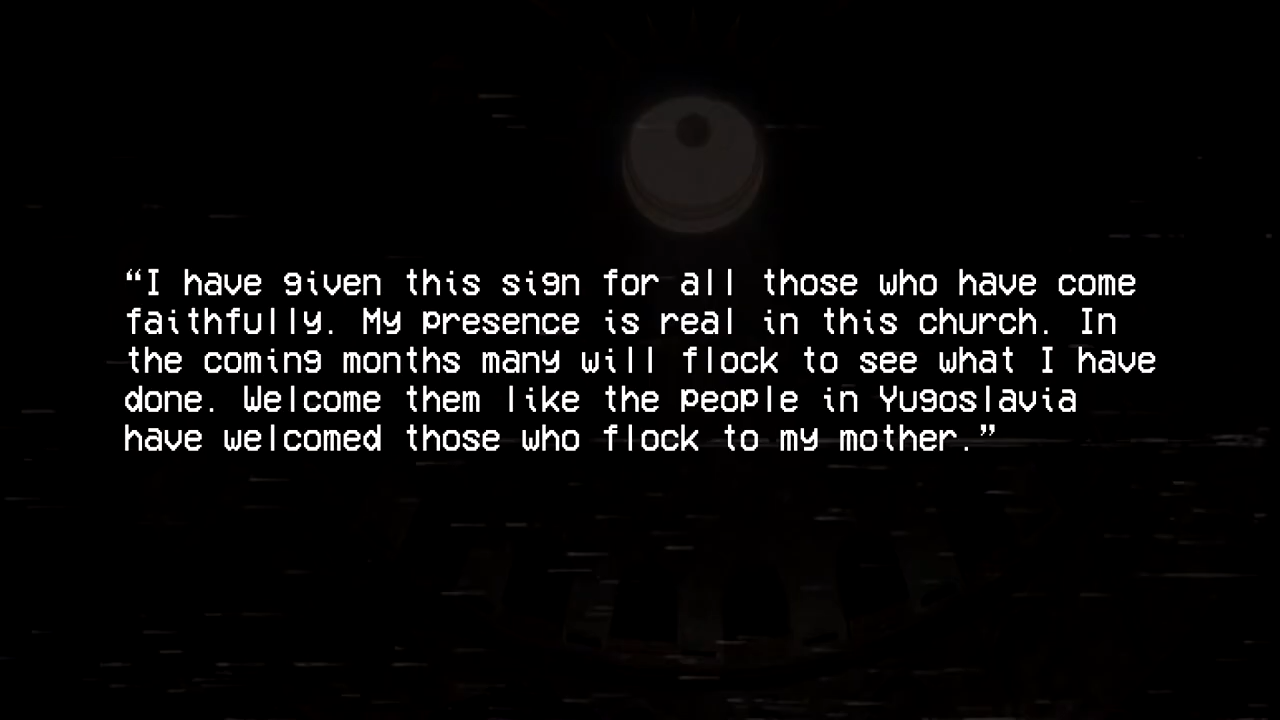 “I have given this sign for all those who have come
faithfully. My presence is real in this church. In
the coming months many will flock to see what I have
done. Welcome them like the people in Yugoslavia
have welcomed those who flock to my mother.”